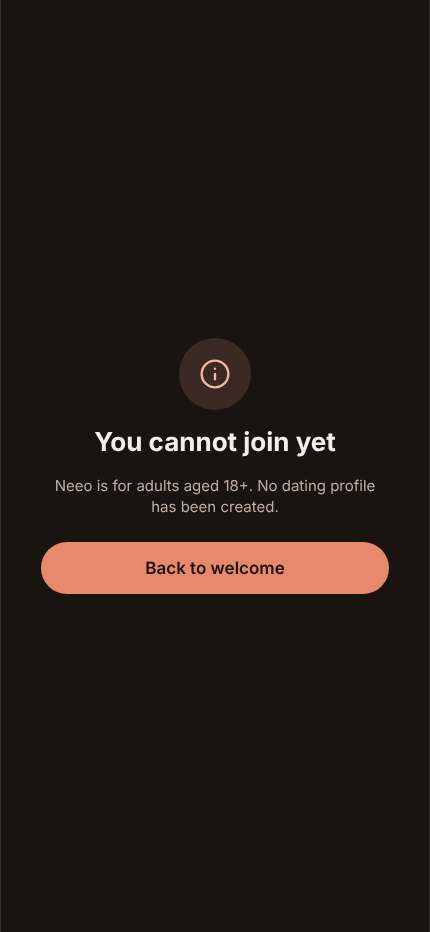 You cannot join yet
Neeo is for adults aged 18+. No dating profile
has been created.
Back to welcome